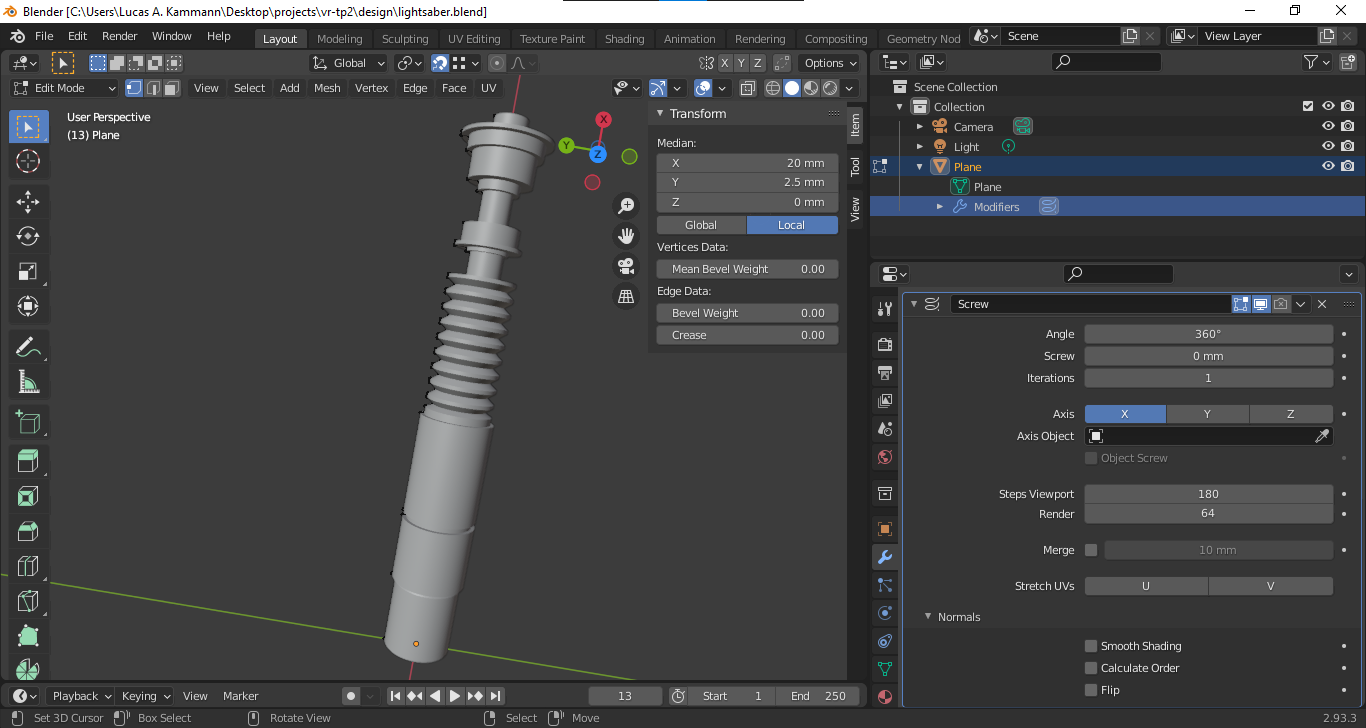 Blender [C:\Users\Lucas A. Kammann\Desktop\projects\vr-tp2\design\lightsaber.blend]
File Edit Render Window Help Layout Modeling Sculpting UV Editing Texture Paint Shading Animation Rendering Compositing Geometry Nod Scene View Layer
Global X Y Z Options
Edit Mode View Select Add Mesh Vertex Edge Face UV
User Perspective
(13) Plane
X
Y
Z
Transform
Median:
X 20 mm
Y 2.5 mm
Z 0 mm
Global Local
Vertices Data:
Mean Bevel Weight 0.00
Edge Data:
Bevel Weight 0.00
Crease 0.00
Item
Tool
View
Scene Collection
Collection
Camera
Light
Plane
Plane
Modifiers
Screw
Angle 360°
Screw 0 mm
Iterations 1
Axis X Y Z
Axis Object
Object Screw
Steps Viewport 180
Render 64
Merge 10 mm
Stretch UVs U V
Normals
Smooth Shading
Calculate Order
Flip
Playback Keying View Marker 13 Start 1 End 250
Set 3D Cursor Box Select Rotate View Select Move 2.93.3